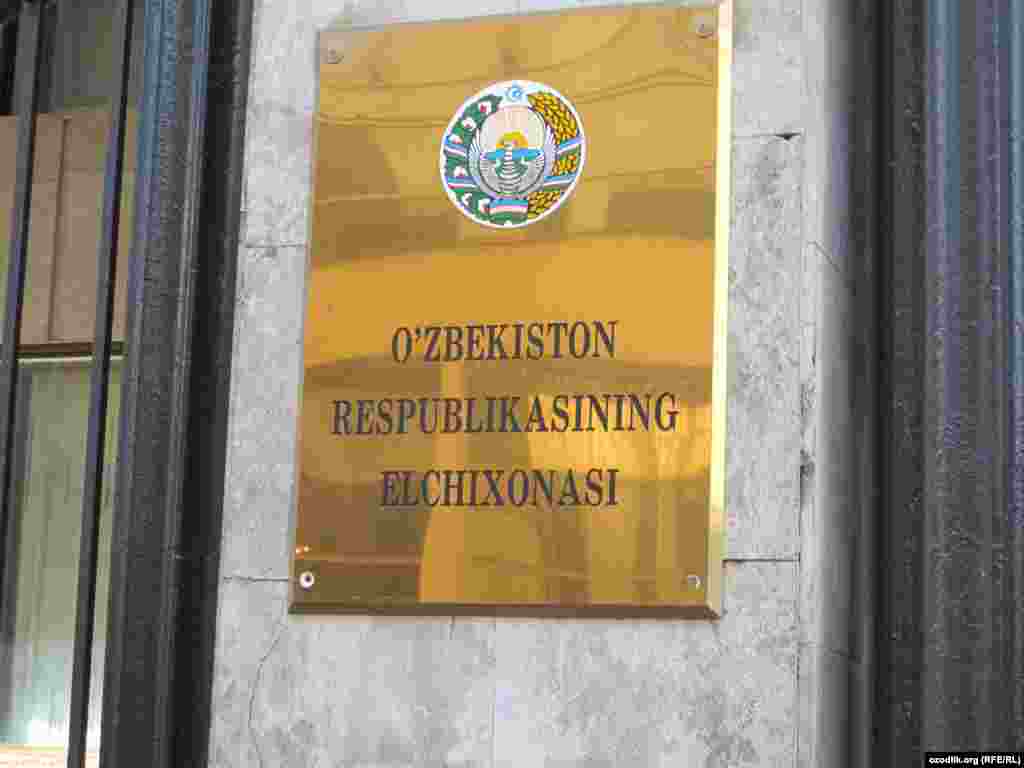 O'ZBEKISTON
RESPUBLIKASINING
ELCHIXONASI
ozodlik.org (RFE/RL)